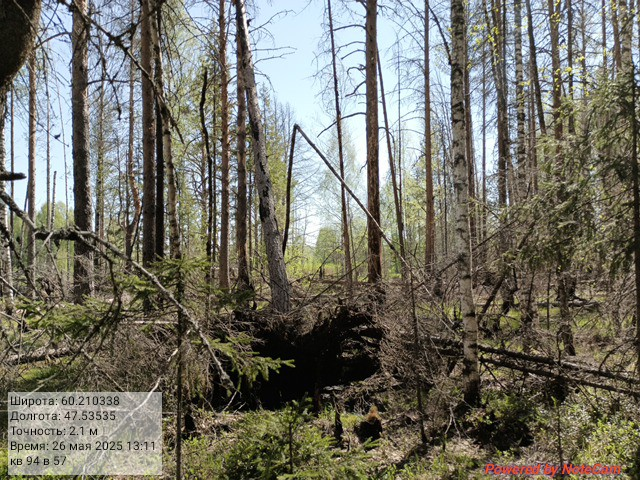 Широта: 60.210338
Долгота: 47.53535
Точность: 2.1 м
Время: 26 мая 2025 13:11
кв 94 в 57
Powered by NoteCam